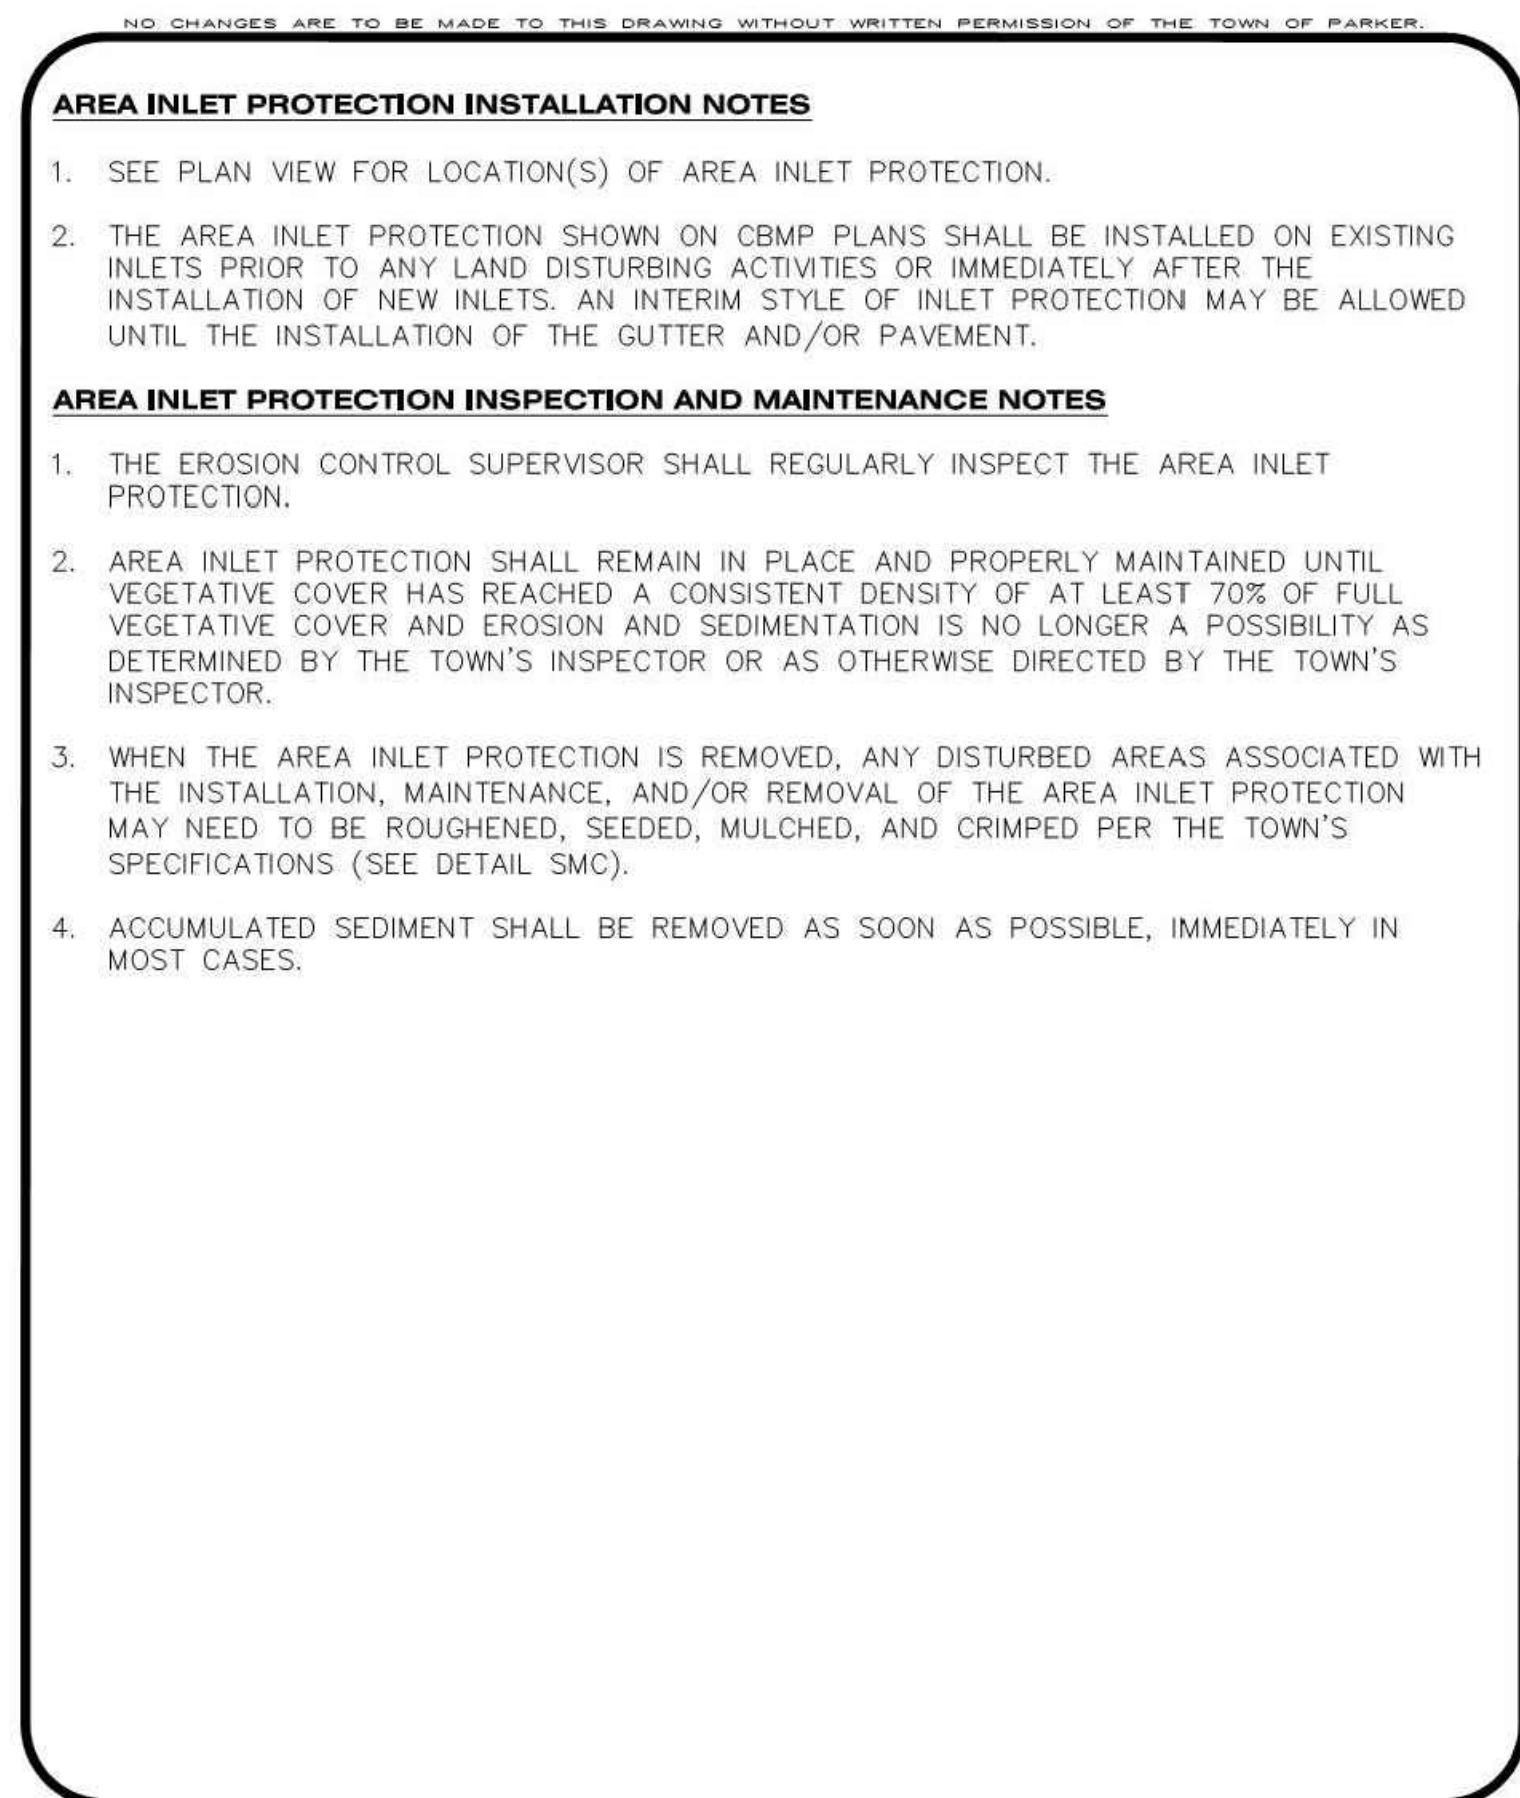 NO CHANGES ARE TO BE MADE TO THIS DRAWING WITHOUT WRITTEN PERMISSION OF THE TOWN OF PARKER.
AREA INLET PROTECTION INSTALLATION NOTES
1. SEE PLAN VIEW FOR LOCATION(S) OF AREA INLET PROTECTION.
2. THE AREA INLET PROTECTION SHOWN ON CBMP PLANS SHALL BE INSTALLED ON EXISTING
INLETS PRIOR TO ANY LAND DISTURBING ACTIVITIES OR IMMEDIATELY AFTER THE
INSTALLATION OF NEW INLETS. AN INTERIM STYLE OF INLET PROTECTION MAY BE ALLOWED
UNTIL THE INSTALLATION OF THE GUTTER AND/OR PAVEMENT.
AREA INLET PROTECTION INSPECTION AND MAINTENANCE NOTES
1. THE EROSION CONTROL SUPERVISOR SHALL REGULARLY INSPECT THE AREA INLET
PROTECTION.
2. AREA INLET PROTECTION SHALL REMAIN IN PLACE AND PROPERLY MAINTAINED UNTIL
VEGETATIVE COVER HAS REACHED A CONSISTENT DENSITY OF AT LEAST 70% OF FULL
VEGETATIVE COVER AND EROSION AND SEDIMENTATION IS NO LONGER A POSSIBILITY AS
DETERMINED BY THE TOWN'S INSPECTOR OR AS OTHERWISE DIRECTED BY THE TOWN'S
INSPECTOR.
3. WHEN THE AREA INLET PROTECTION IS REMOVED, ANY DISTURBED AREAS ASSOCIATED WITH
THE INSTALLATION, MAINTENANCE, AND/OR REMOVAL OF THE AREA INLET PROTECTION
MAY NEED TO BE ROUGHENED, SEEDED, MULCHED, AND CRIMPED PER THE TOWN'S
SPECIFICATIONS (SEE DETAIL SMC).
4. ACCUMULATED SEDIMENT SHALL BE REMOVED AS SOON AS POSSIBLE, IMMEDIATELY IN
MOST CASES.